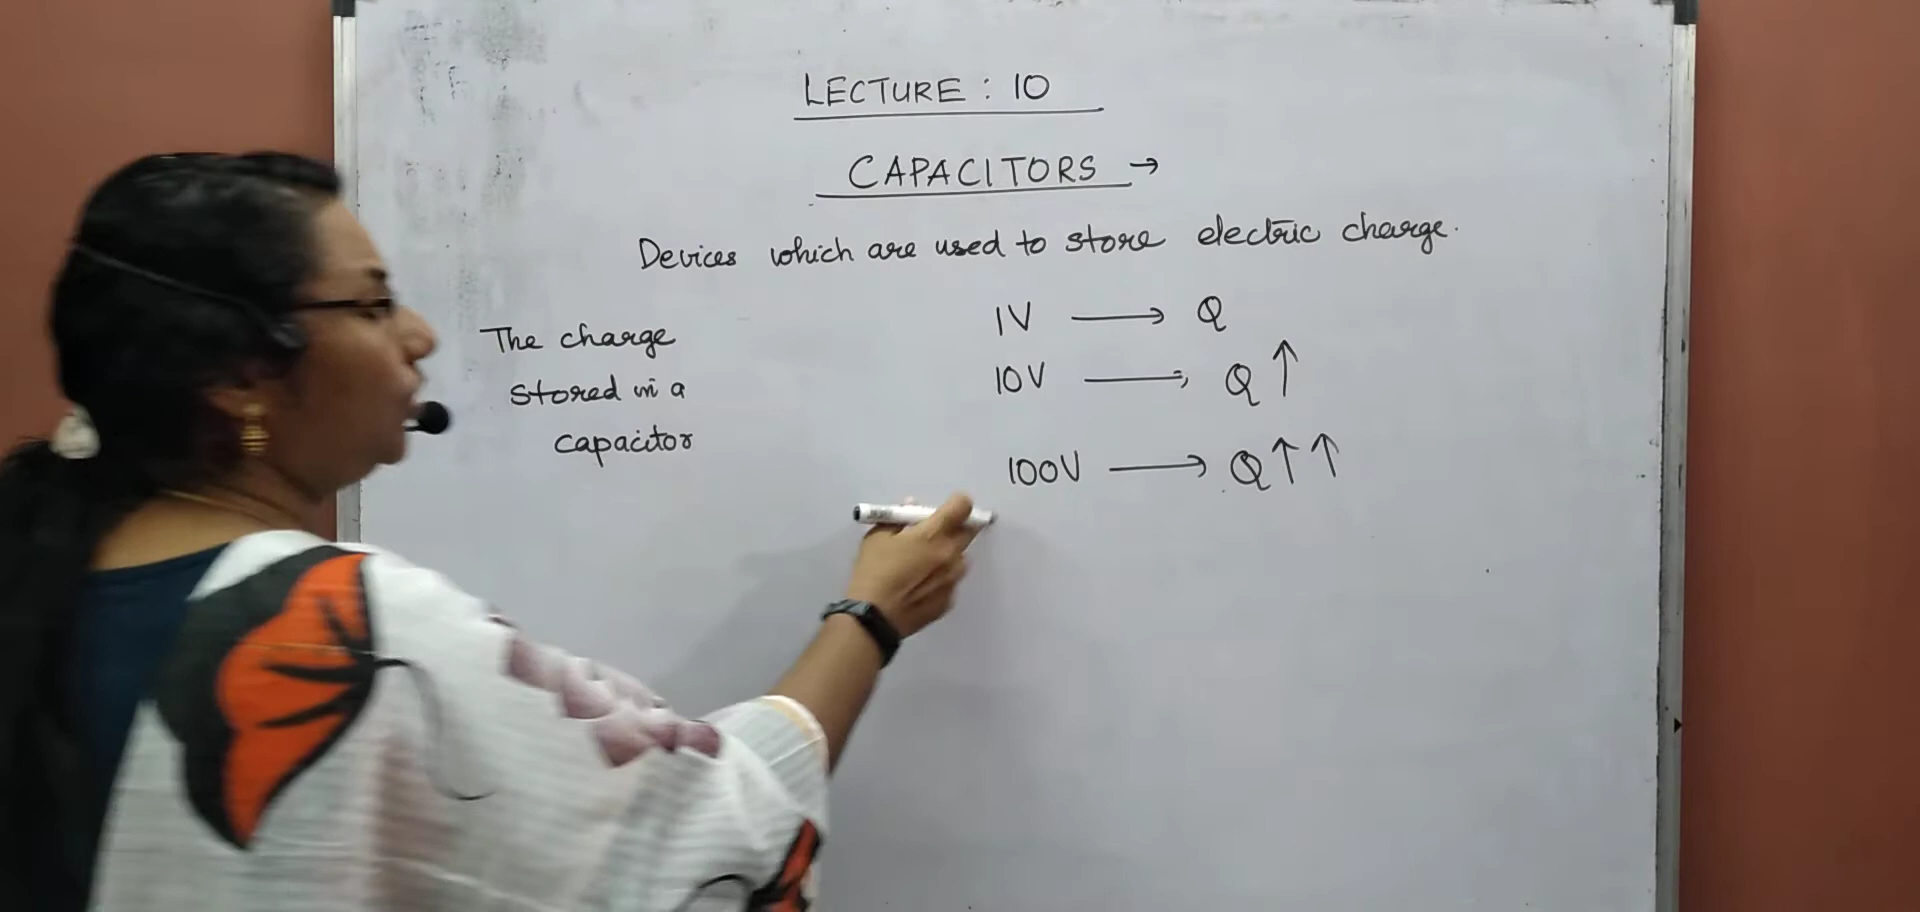 LECTURE : 10
CAPACITORS →
Devices which are used to store electric charge.
The charge
stored in a
capacitor
1V → Q
10V → Q ↑
100V → Q ↑ ↑